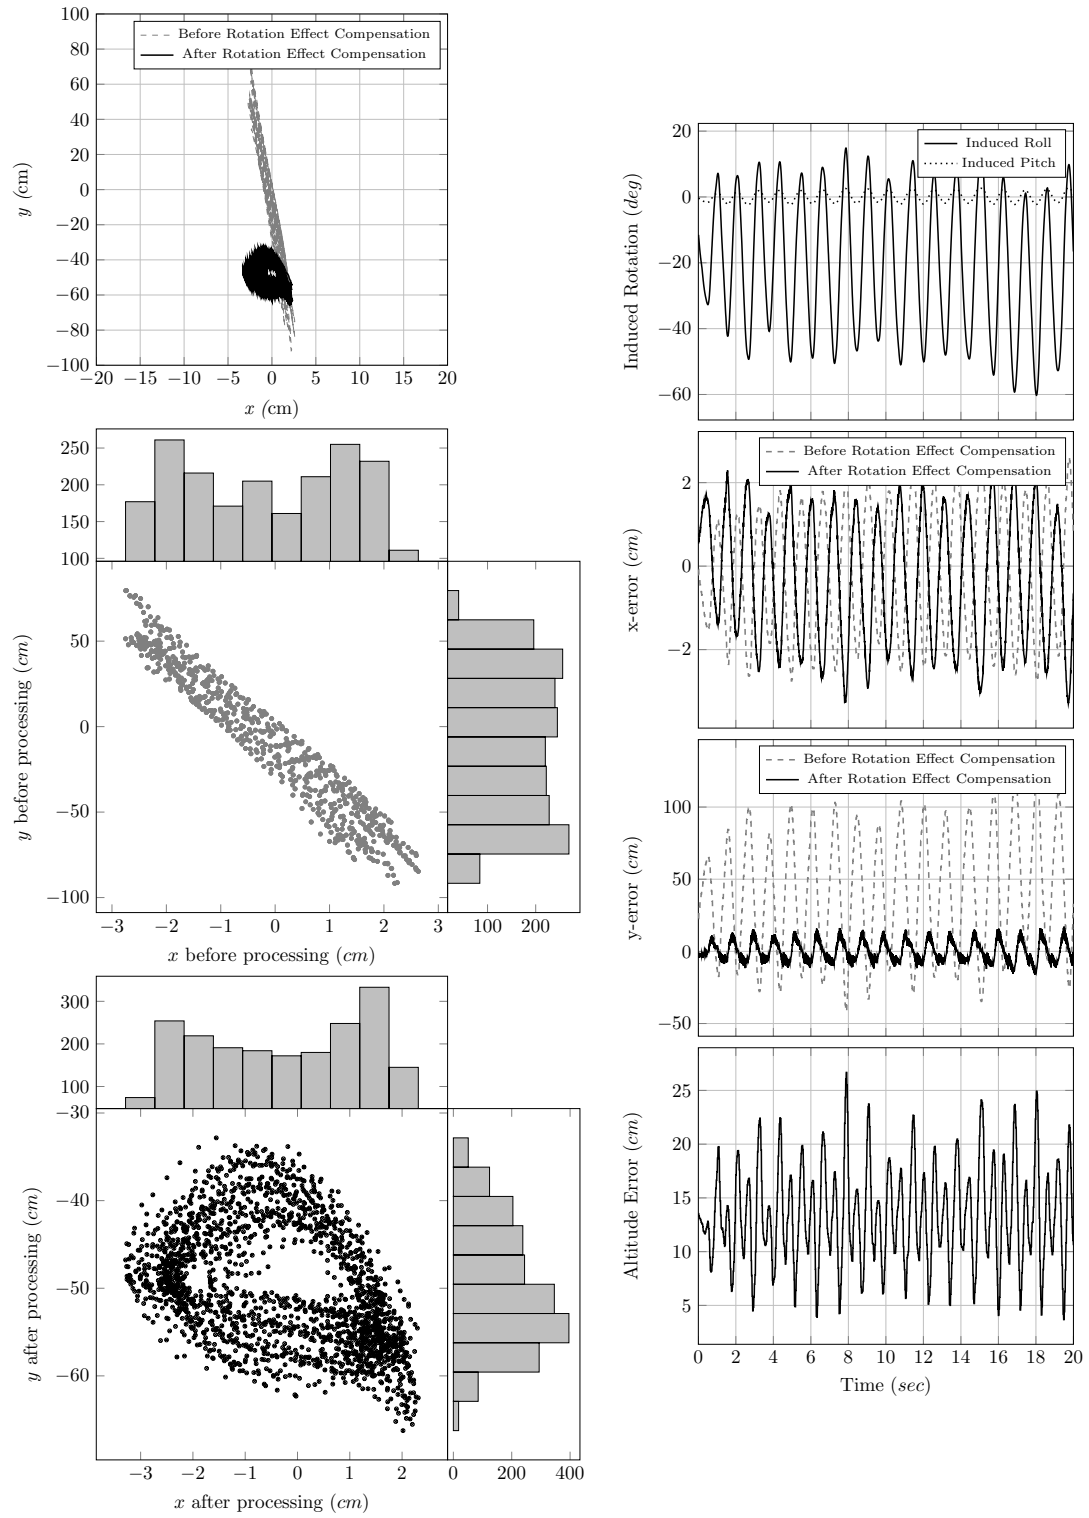 100
80
60
40
20
0
−20
−40
−60
−80
−100
y (cm)
Before Rotation Effect Compensation
After Rotation Effect Compensation
−20 −15 −10 −5 0 5 10 15 20
x (cm)
250
200
150
100
50
0
−50
−100
y before processing (cm)
−3 −2 −1 0 1 2 3 100 200
x before processing (cm)
300
200
100
−30
−40
−50
−60
y after processing (cm)
−3 −2 −1 0 1 2 0 200 400
x after processing (cm)
20
0
−20
−40
−60
Induced Rotation (deg)
Induced Roll
Induced Pitch
2
0
−2
x-error (cm)
Before Rotation Effect Compensation
After Rotation Effect Compensation
100
50
0
−50
y-error (cm)
Before Rotation Effect Compensation
After Rotation Effect Compensation
25
20
15
10
5
Altitude Error (cm)
0 2 4 6 8 10 12 14 16 18 20
Time (sec)